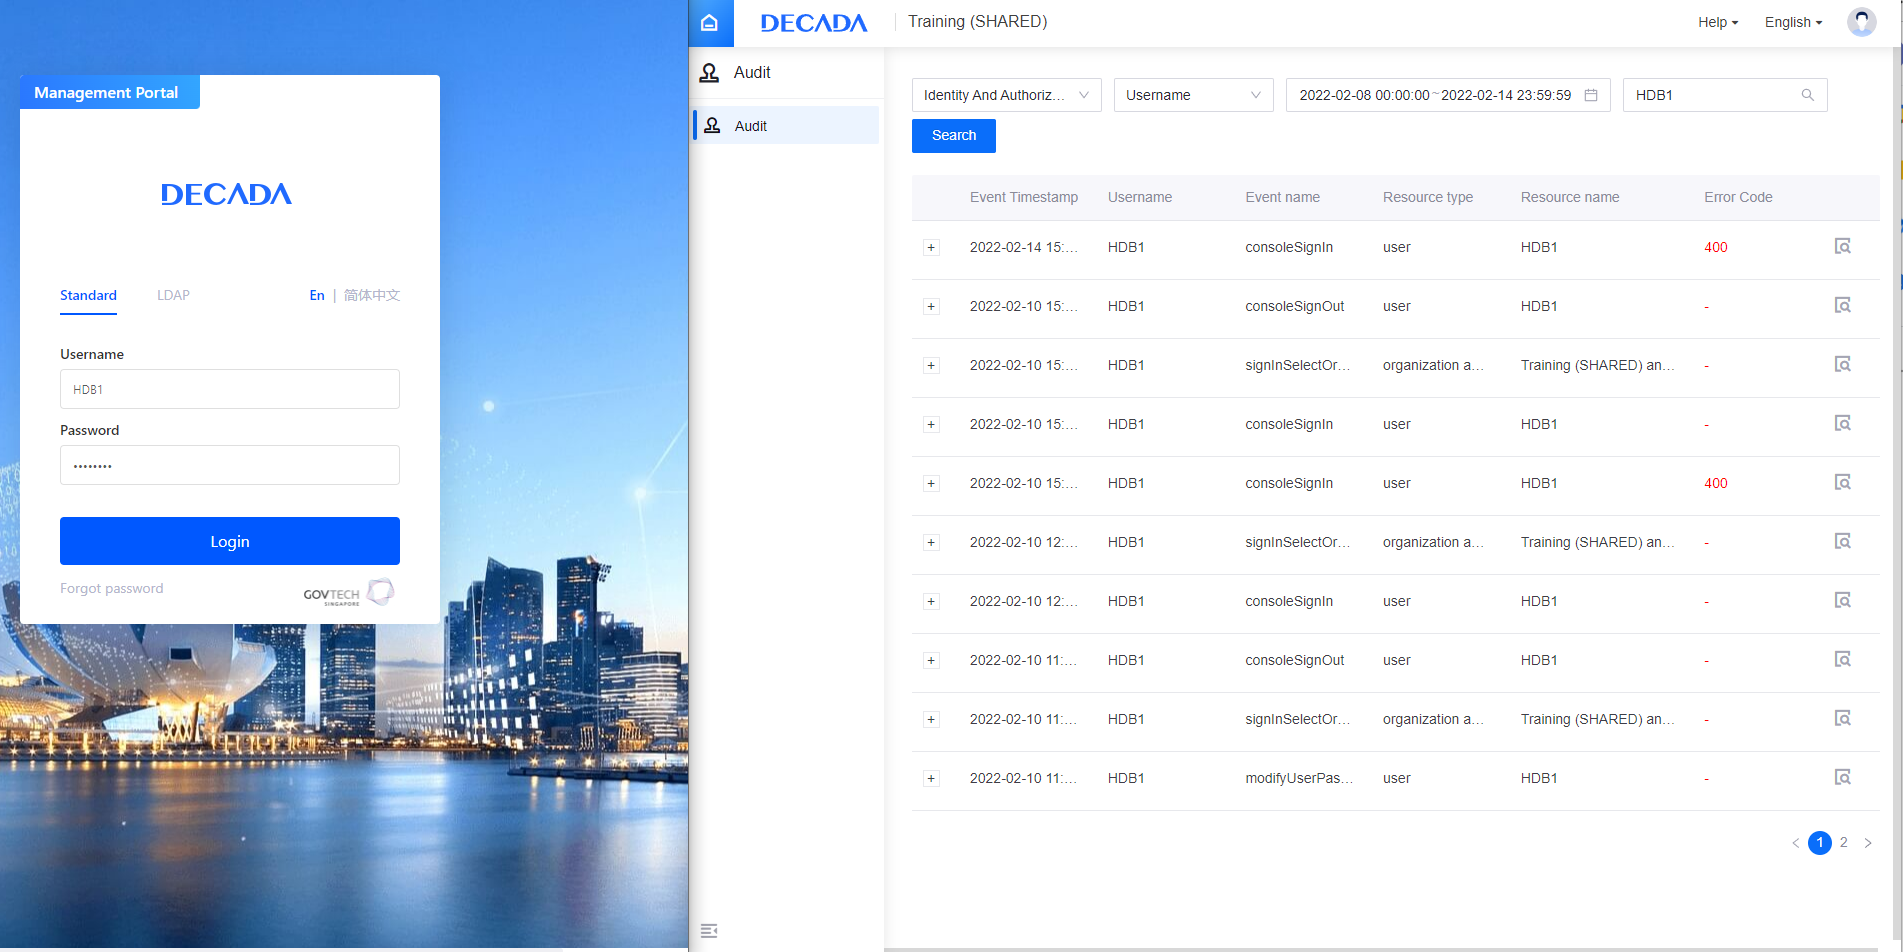 Management Portal
DECADA
Standard LDAP En | 简体中文
Username
HDB1
Password
••••••••
Login
Forgot password
GOVTECH
SINGAPORE
DECADA Training (SHARED) Help English
Audit
Audit
Identity And Authoriz... Username 2022-02-08 00:00:00~2022-02-14 23:59:59 HDB1
Search
Event Timestamp Username Event name Resource type Resource name Error Code
+ 2022-02-14 15:... HDB1 consoleSignIn user HDB1 400
+ 2022-02-10 15:... HDB1 consoleSignOut user HDB1 -
+ 2022-02-10 15:... HDB1 signInSelectOr... organization a... Training (SHARED) an... -
+ 2022-02-10 15:... HDB1 consoleSignIn user HDB1 -
+ 2022-02-10 15:... HDB1 consoleSignIn user HDB1 400
+ 2022-02-10 12:... HDB1 signInSelectOr... organization a... Training (SHARED) an... -
+ 2022-02-10 12:... HDB1 consoleSignIn user HDB1 -
+ 2022-02-10 11:... HDB1 consoleSignOut user HDB1 -
+ 2022-02-10 11:... HDB1 signInSelectOr... organization a... Training (SHARED) an... -
+ 2022-02-10 11:... HDB1 modifyUserPas... user HDB1 -
< 1 2 >